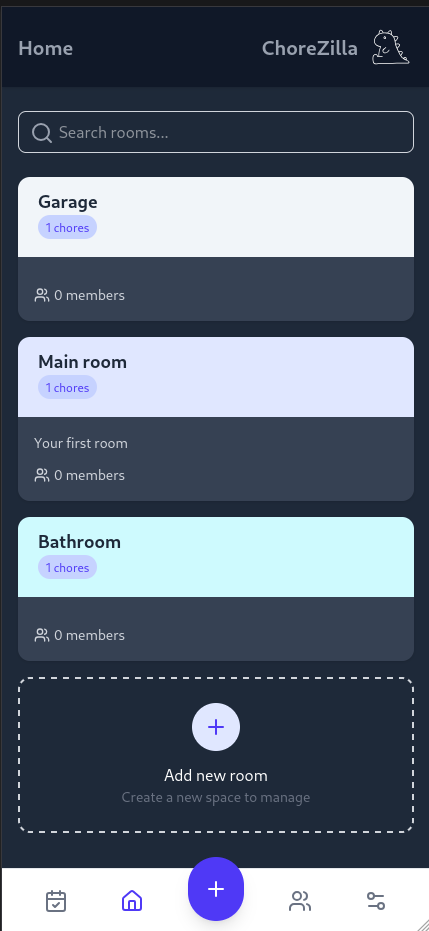 Home
ChoreZilla
Search rooms...
Garage
1 chores
0 members
Main room
1 chores
Your first room
0 members
Bathroom
1 chores
0 members
Add new room
Create a new space to manage